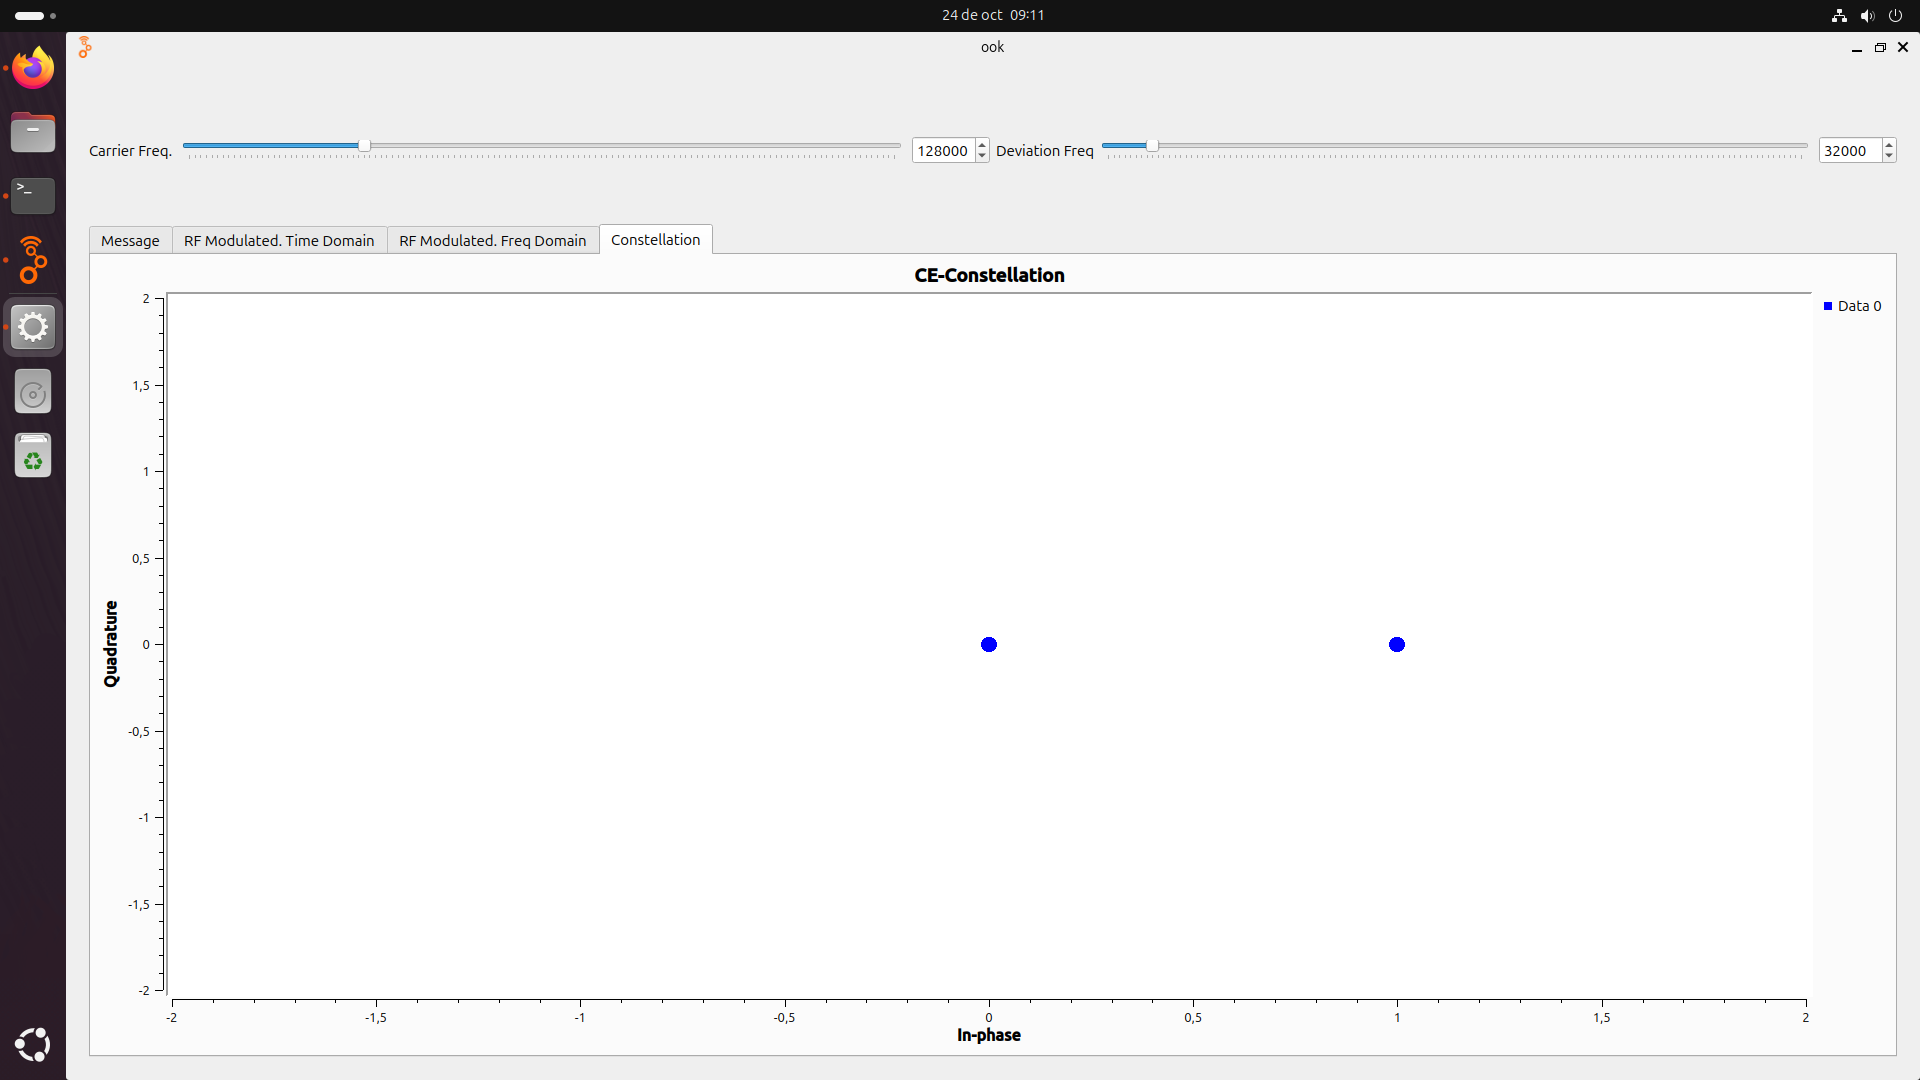 24 de oct 09:11
ook
Carrier Freq.
128000
Deviation Freq
32000
Message
RF Modulated. Time Domain
RF Modulated. Freq Domain
Constellation
CE-Constellation
Data 0
2
1,5
1
0,5
0
-0,5
-1
-1,5
-2
Quadrature
-2
-1,5
-1
-0,5
0
0,5
1
1,5
2
In-phase
>_